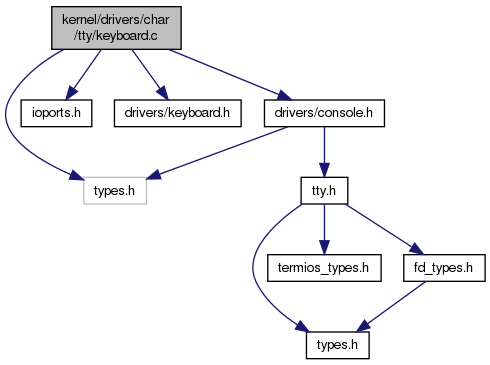 kernel/drivers/char
/tty/keyboard.c
ioports.h
drivers/keyboard.h
drivers/console.h
types.h
tty.h
termios_types.h
fd_types.h
types.h